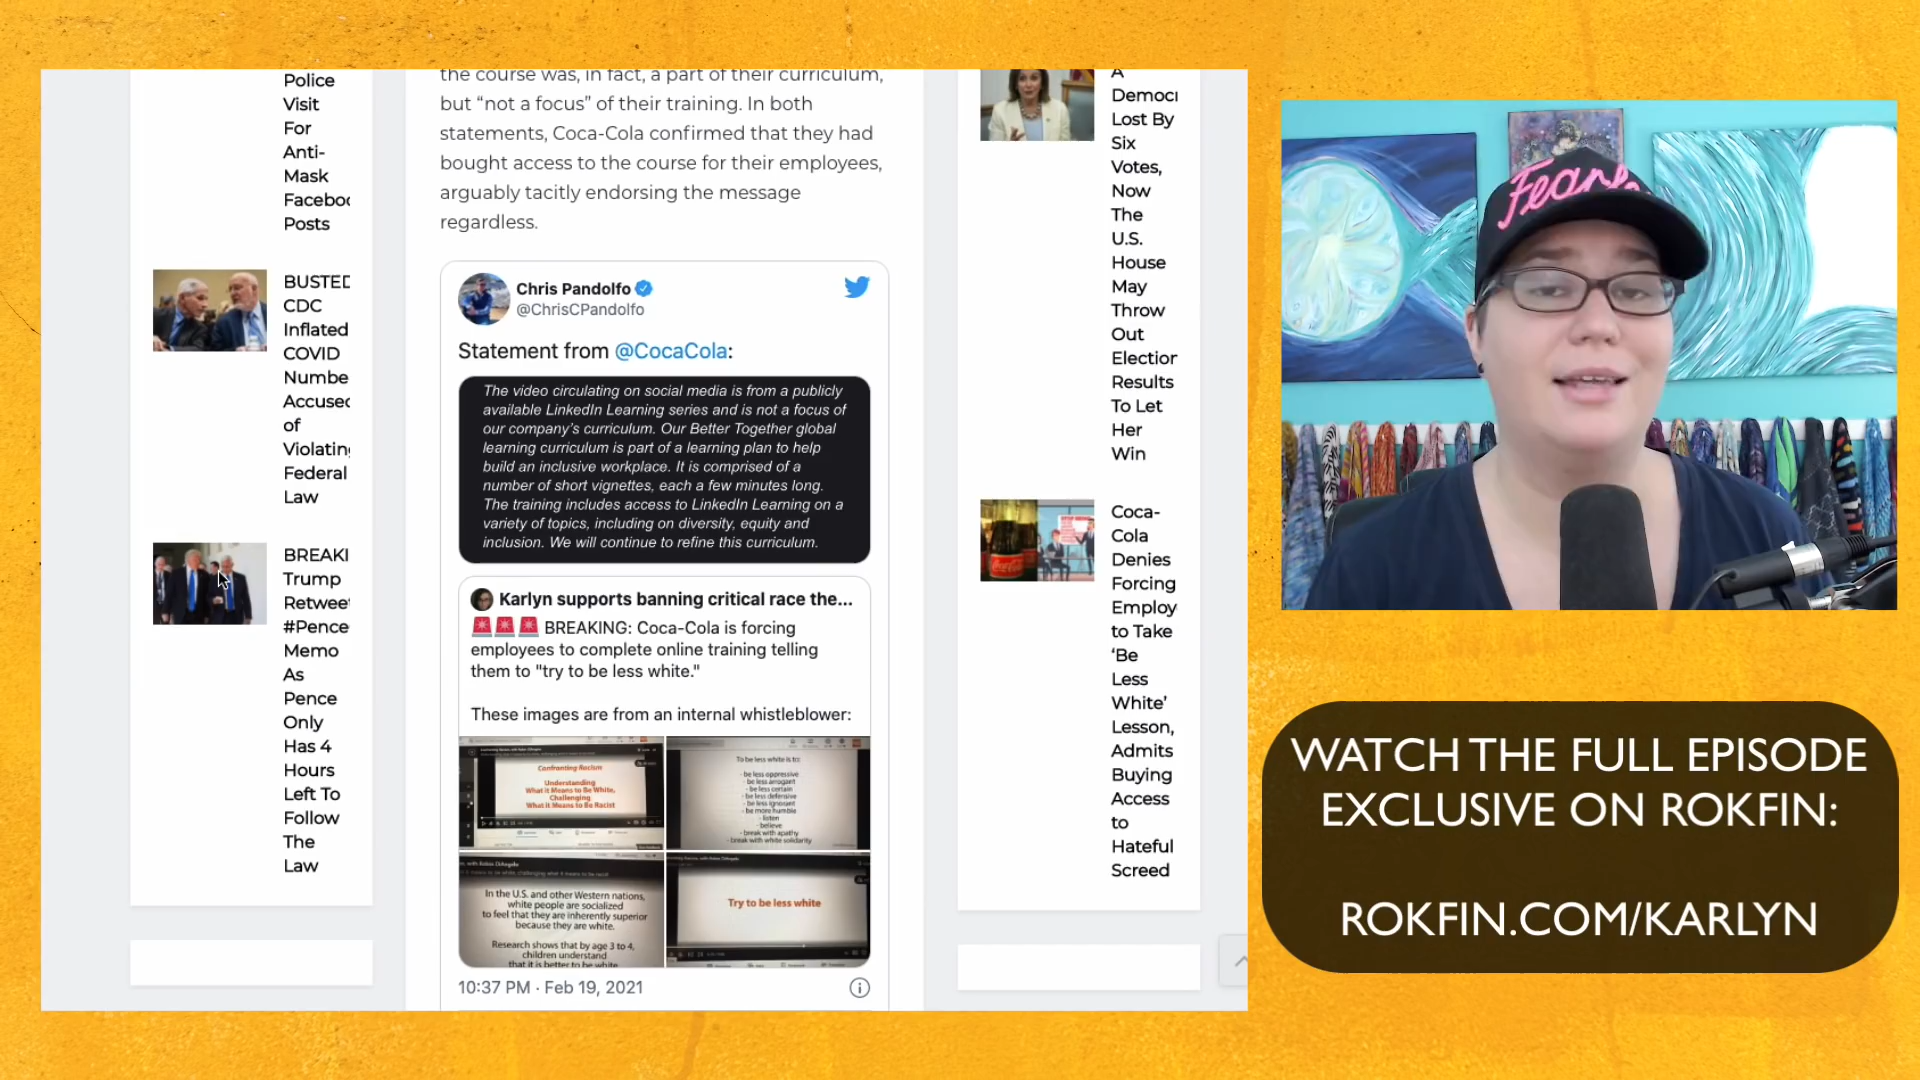 Police
Visit
For
Anti-
Mask
Faceboo
Posts
BUSTED
CDC
Inflated
COVID
Numbe
Accused
of
Violating
Federal
Law
BREAKI
Trump
Retweet
#Pence
Memo
As
Pence
Only
Has 4
Hours
Left To
Follow
The
Law
the course was, in fact, a part of their curriculum,
but “not a focus” of their training. In both
statements, Coca-Cola confirmed that they had
bought access to the course for their employees,
arguably tacitly endorsing the message
regardless.
Chris Pandolfo
@ChrisCPandolfo
Statement from @CocaCola:
The video circulating on social media is from a publicly
available LinkedIn Learning series and is not a focus of
our company's curriculum. Our Better Together global
learning curriculum is part of a learning plan to help
build an inclusive workplace. It is comprised of a
number of short vignettes, each a few minutes long.
The training includes access to LinkedIn Learning on a
variety of topics, including on diversity, equity and
inclusion. We will continue to refine this curriculum.
Karlyn supports banning critical race the...
🚨🚨🚨 BREAKING: Coca-Cola is forcing
employees to complete online training telling
them to "try to be less white."
These images are from an internal whistleblower:
Confronting Racism
Understanding
What it Means to Be White,
Challenging
What it Means to Be Racist
To be less white is to:
- be less oppressive
- be less arrogant
- be less certain
- be less defensive
- be less ignorant
- be more humble
- listen
- believe
- break with apathy
- break with white solidarity
In the U.S. and other Western nations,
white people are socialized
to feel that they are inherently superior
because they are white.
Research shows that by age 3 to 4,
children understand
that it is better to be white
Try to be less white
10:37 PM · Feb 19, 2021
A
Democr
Lost By
Six
Votes,
Now
The
U.S.
House
May
Throw
Out
Election
Results
To Let
Her
Win
Coca-
Cola
Denies
Forcing
Employ
to Take
‘Be
Less
White’
Lesson,
Admits
Buying
Access
to
Hateful
Screed
WATCH THE FULL EPISODE
EXCLUSIVE ON ROKFIN:
ROKFIN.COM/KARLYN